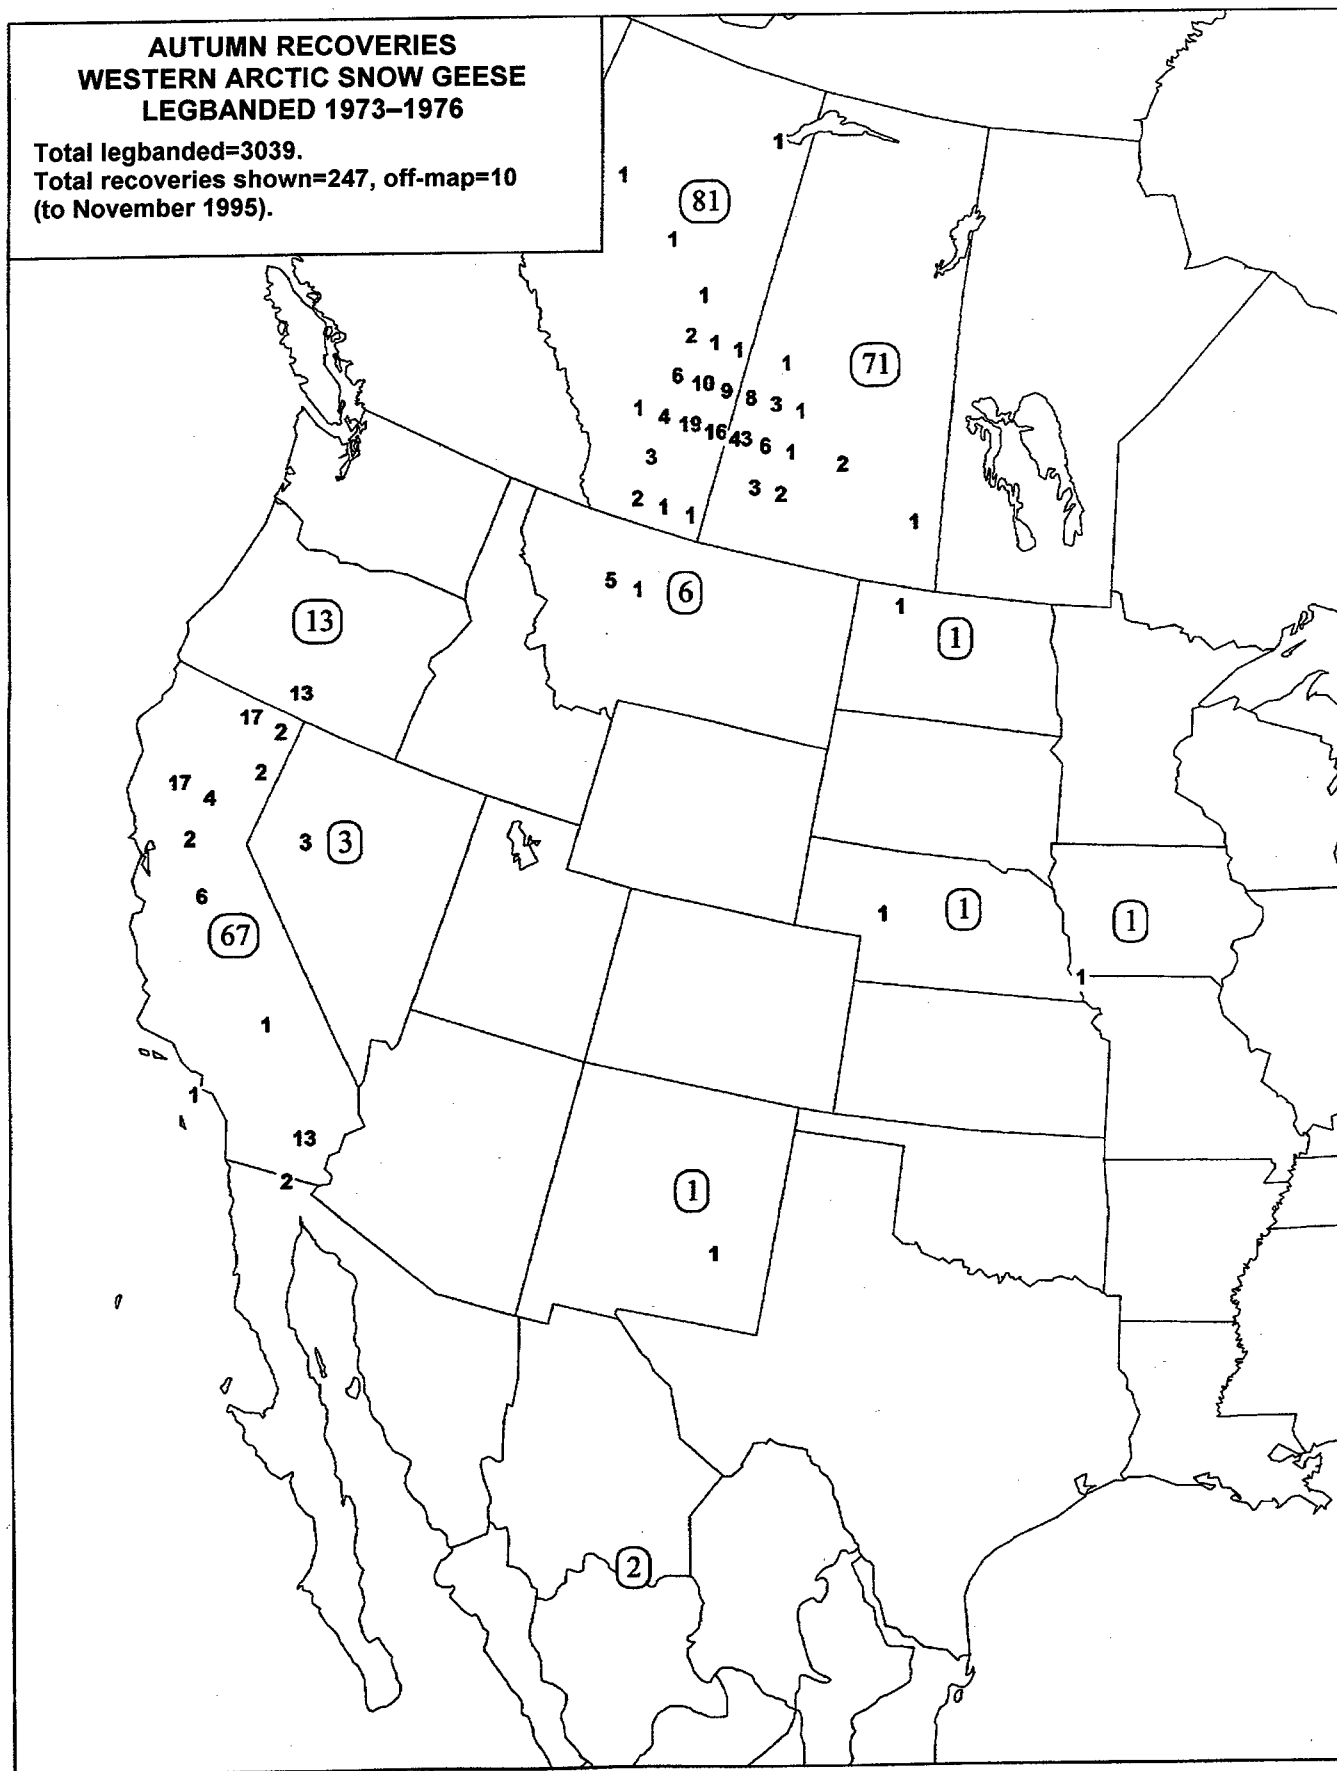 AUTUMN RECOVERIES
WESTERN ARCTIC SNOW GEESE
LEGBANDED 1973–1976
Total legbanded=3039.
Total recoveries shown=247, off-map=10
(to November 1995).
1
1
81
1
1
2 1 1 1
71
6 10 9 8 3 1
1 4 19 16 43 6 1
3 2
3 2
2 1 1 1
5 1 6
1
13 1
13
17 2
17 4 2
2 3 3
6
67
1 1 1
1
1
1
13
2 1
1
2